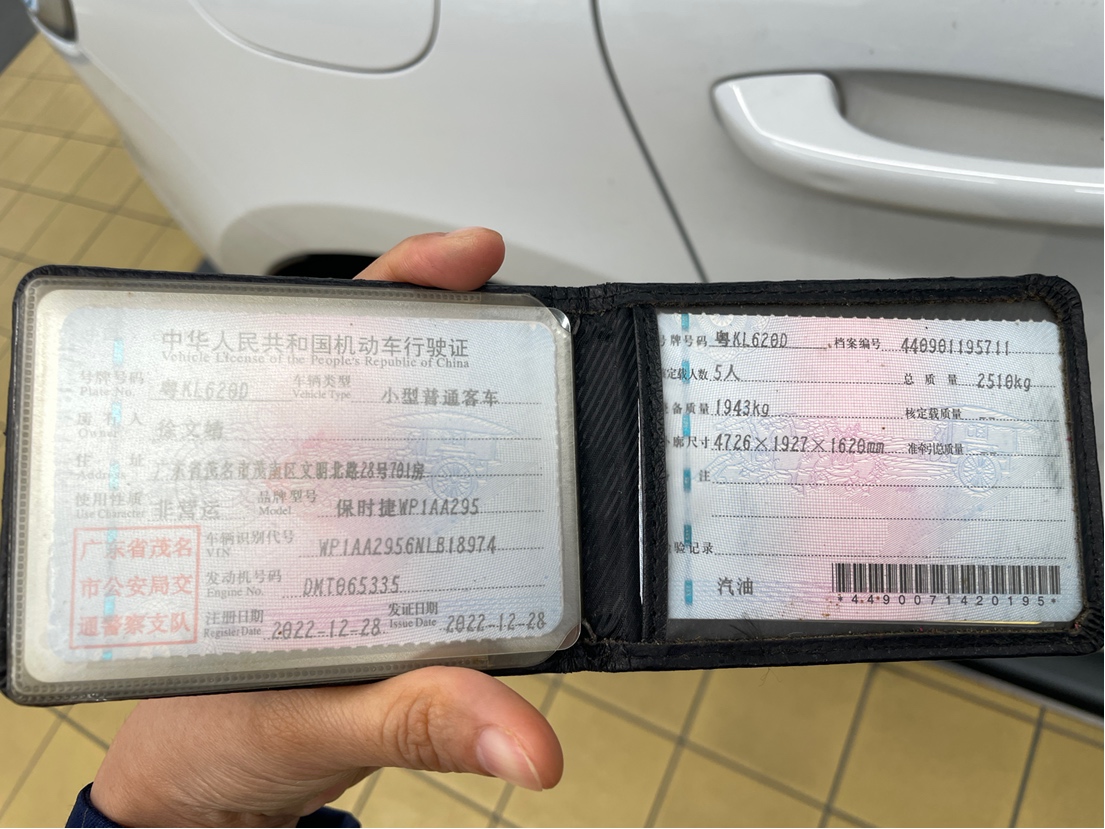 中华人民共和国机动车行驶证
Vehicle License of the People's Republic of China
号牌号码 粤KL620D 车辆类型 小型普通客车
Plate No. Vehicle Type
所有人 徐文
Owner
住址 广东省茂名市茂南区文明北路28号701房
Address
使用性质 非营运 品牌型号 保时捷WP1AA295
Use Character Model
车辆识别代号 WP1AA2956NLB18974
VIN
发动机号码 DMT065335
Engine No.
注册日期 2022-12-28 发证日期 2022-12-28
Register Date Issue Date
广东省茂名
市公安局交
通警察支队
号牌号码 粤KL620D 档案编号 440901195711
核定载人数 5人 总质量 2510kg
整备质量 1943kg 核定载质量 --
外廓尺寸 4726×1927×1620mm 准牵引总质量 --
注
检验记录
汽油
*4490071420195*